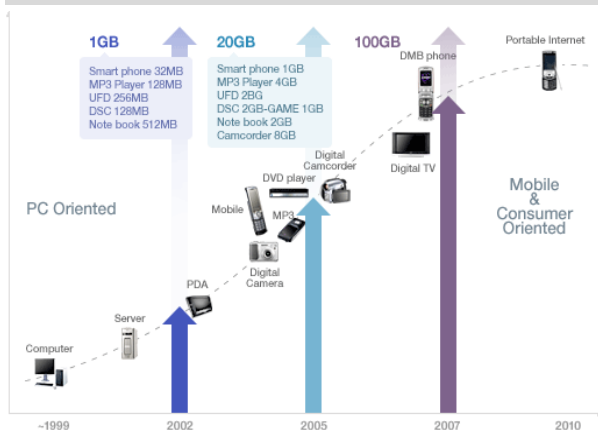 1GB
Smart phone 32MB
MP3 Player 128MB
UFD 256MB
DSC 128MB
Note book 512MB
20GB
Smart phone 1GB
MP3 Player 4GB
UFD 2BG
DSC 2GB-GAME 1GB
Note book 2GB
Camcorder 8GB
100GB
DMB phone
Portable Internet
Digital TV
Digital
Camcorder
DVD player
Mobile
MP3
Digital
Camera
PDA
Server
Computer
PC Oriented
Mobile
&
Consumer
Oriented
~1999
2002
2005
2007
2010